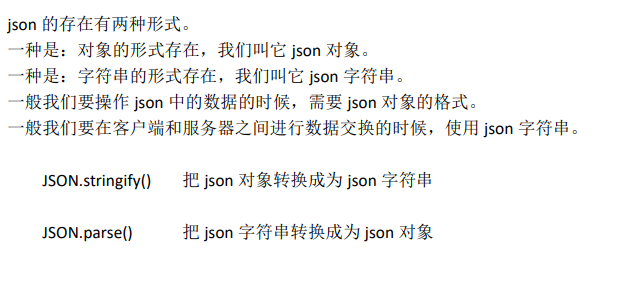 json 的存在有两种形式。
一种是：对象的形式存在，我们叫它 json 对象。
一种是：字符串的形式存在，我们叫它 json 字符串。
一般我们要操作 json 中的数据的时候，需要 json 对象的格式。
一般我们要在客户端和服务器之间进行数据交换的时候，使用 json 字符串。
JSON.stringify() 把 json 对象转换成为 json 字符串
JSON.parse() 把 json 字符串转换成为 json 对象